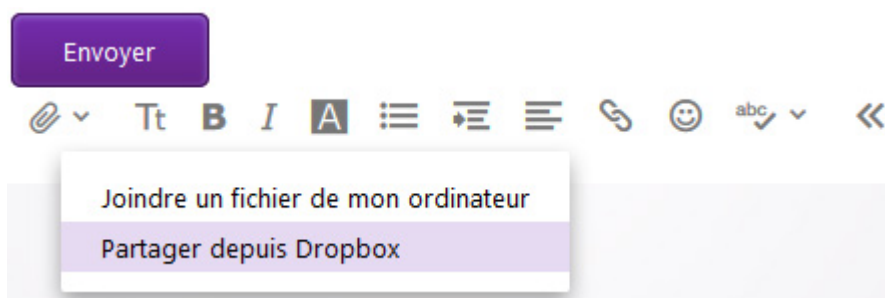 Envoyer
Tt B I A abc
Joindre un fichier de mon ordinateur
Partager depuis Dropbox